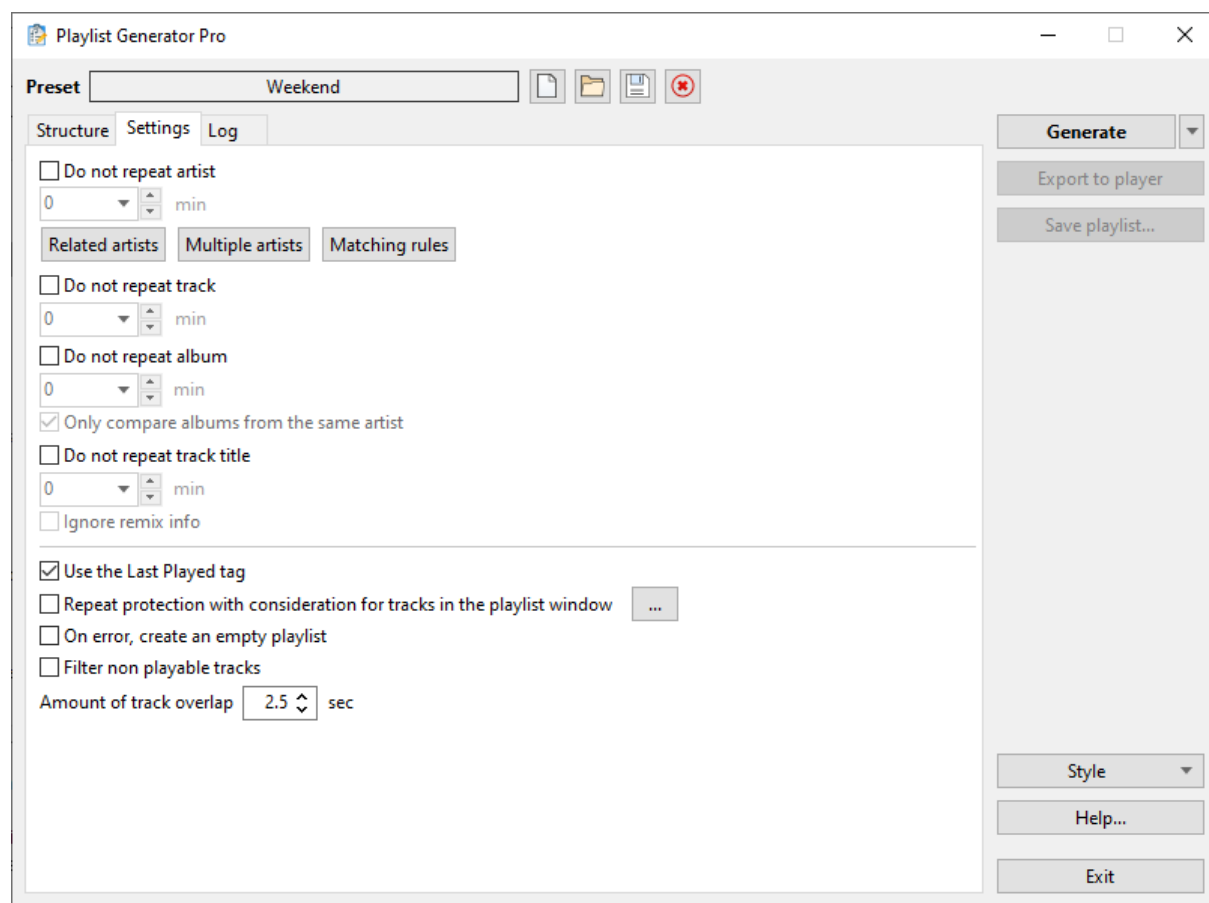 Playlist Generator Pro
Preset Weekend
Structure Settings Log
Generate
Export to player
Save playlist...
Do not repeat artist
0 min
Related artists Multiple artists Matching rules
Do not repeat track
0 min
Do not repeat album
0 min
Only compare albums from the same artist
Do not repeat track title
0 min
Ignore remix info
Use the Last Played tag
Repeat protection with consideration for tracks in the playlist window ...
On error, create an empty playlist
Filter non playable tracks
Amount of track overlap 2.5 sec
Style
Help...
Exit